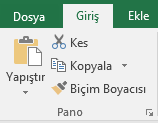 Dosya Giriş Ekle
Kes
Kopyala
Yapıştır
Biçim Boyacısı
Pano